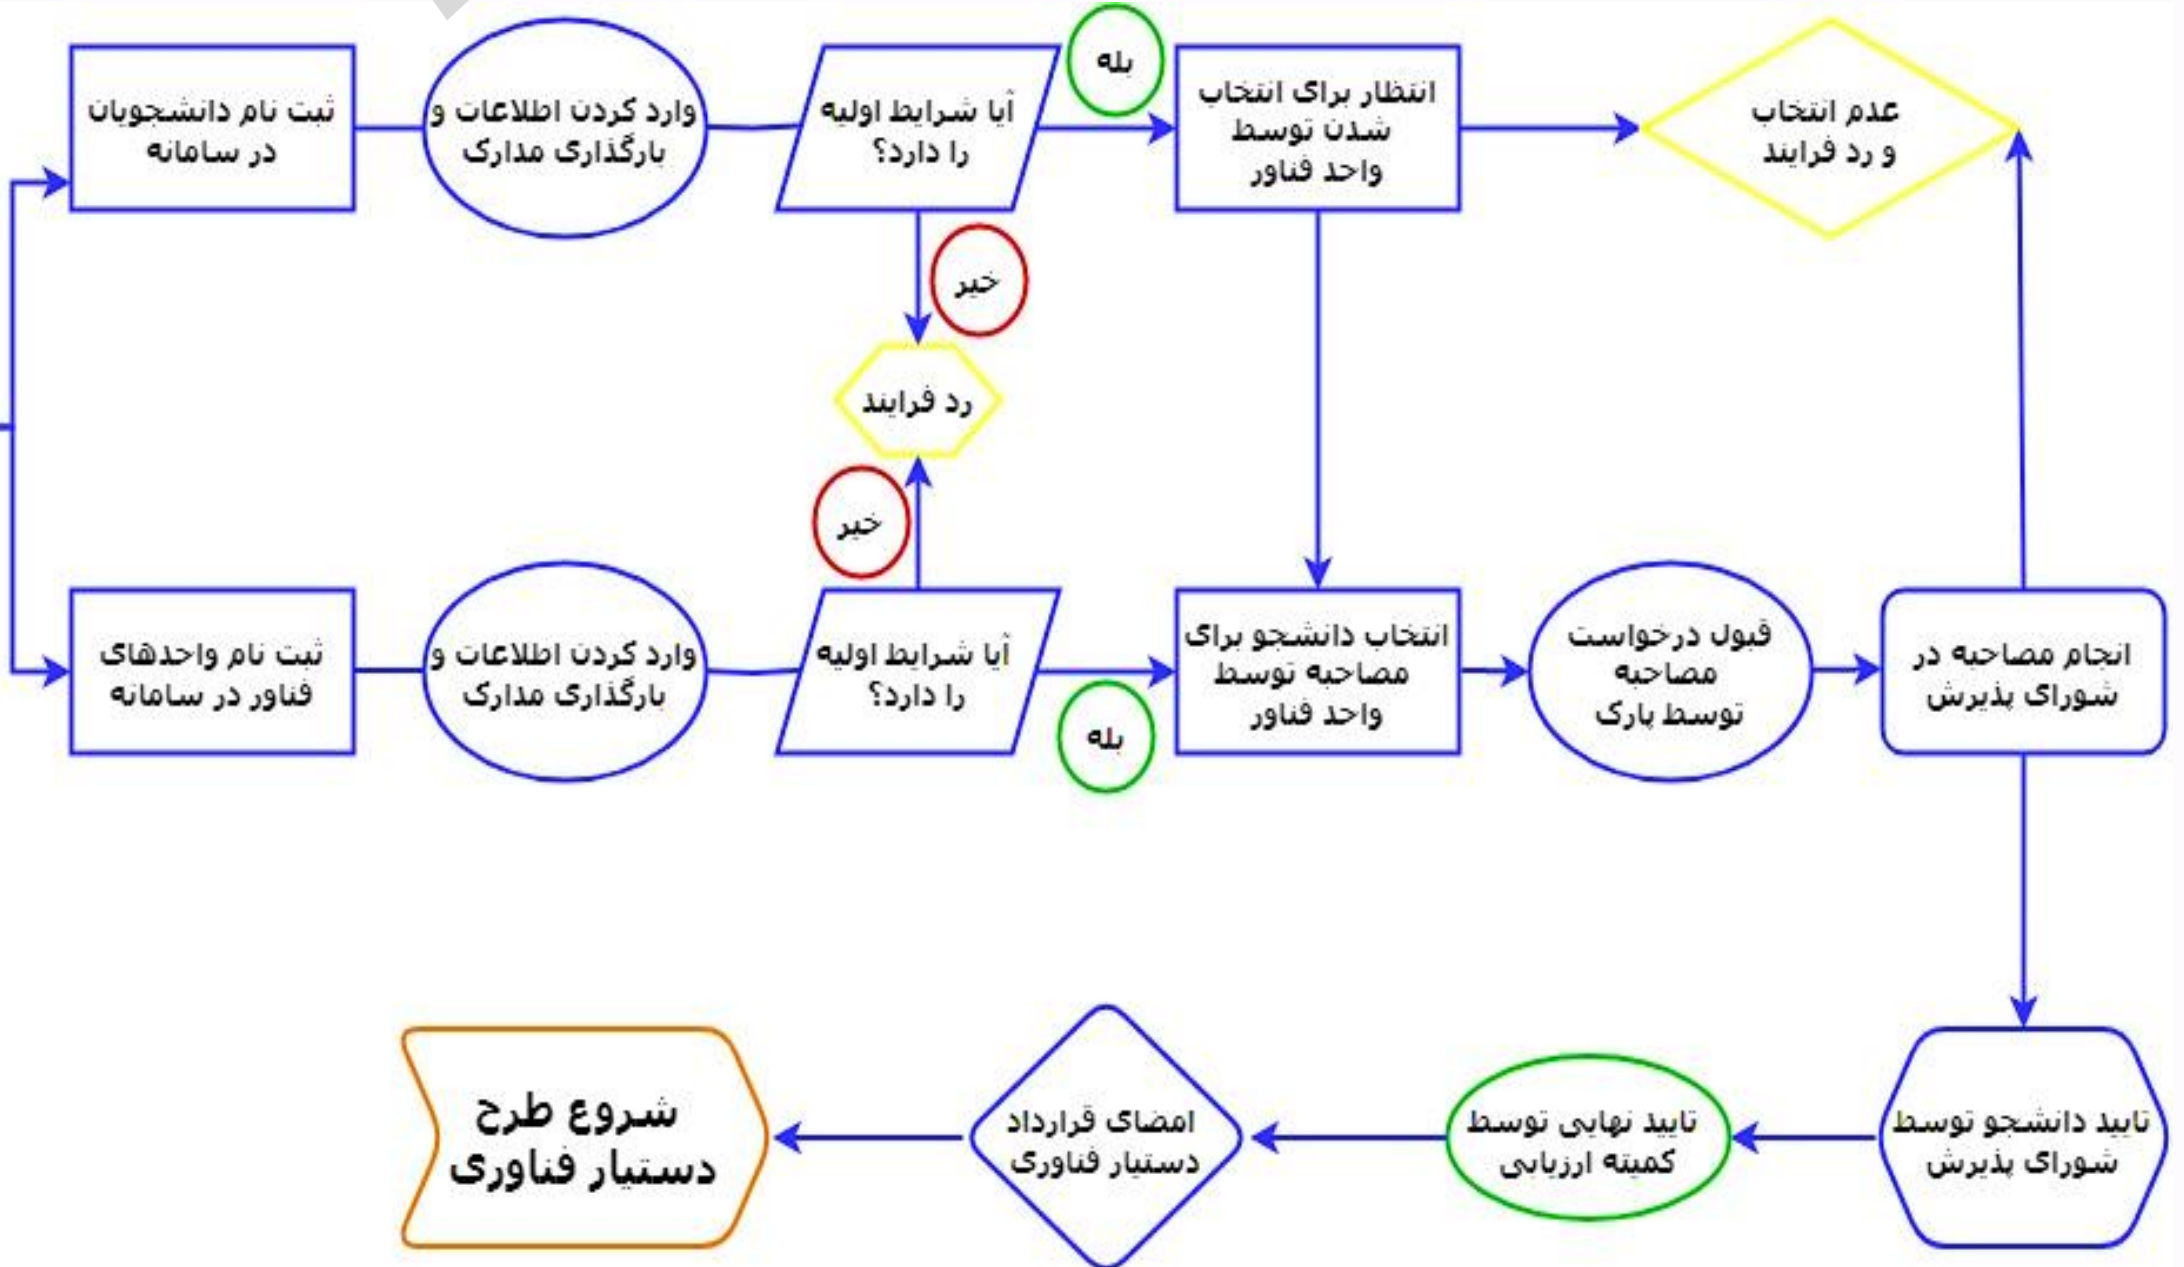 ثبت نام دانشجویان
در سامانه
وارد کردن اطلاعات و
بارگذاری مدارک
آیا شرایط اولیه
را دارد؟
بله
انتظار برای انتخاب
شدن توسط
واحد فناور
عدم انتخاب
و رد فرایند
خیر
رد فرایند
خیر
ثبت نام واحدهای
فناور در سامانه
وارد کردن اطلاعات و
بارگذاری مدارک
آیا شرایط اولیه
را دارد؟
بله
انتخاب دانشجو برای
مصاحبه توسط
واحد فناور
قبول درخواست
مصاحبه
توسط پارک
انجام مصاحبه در
شورای پذیرش
تایید دانشجو توسط
شورای پذیرش
تایید نهایی توسط
کمیته ارزیابی
امضای قرارداد
دستیار فناوری
شروع طرح
دستیار فناوری